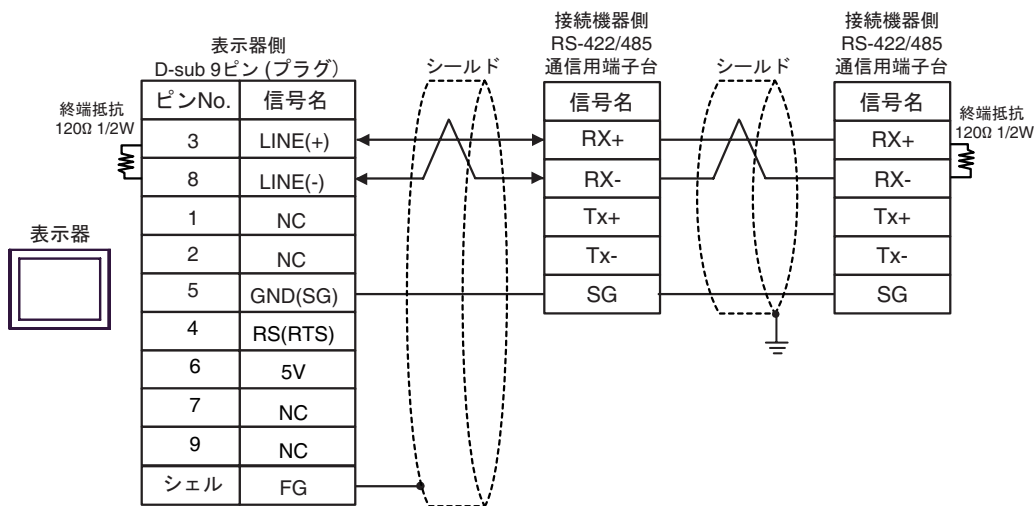 表示器側
D-sub 9ピン (プラグ)
ピンNo. 信号名
3 LINE(+)
8 LINE(-)
1 NC
2 NC
5 GND(SG)
4 RS(RTS)
6 5V
7 NC
9 NC
シェル FG
終端抵抗
120Ω 1/2W
表示器
シールド
接続機器側
RS-422/485
通信用端子台
信号名
RX+
RX-
Tx+
Tx-
SG
シールド
接続機器側
RS-422/485
通信用端子台
信号名
RX+
RX-
Tx+
Tx-
SG
終端抵抗
120Ω 1/2W